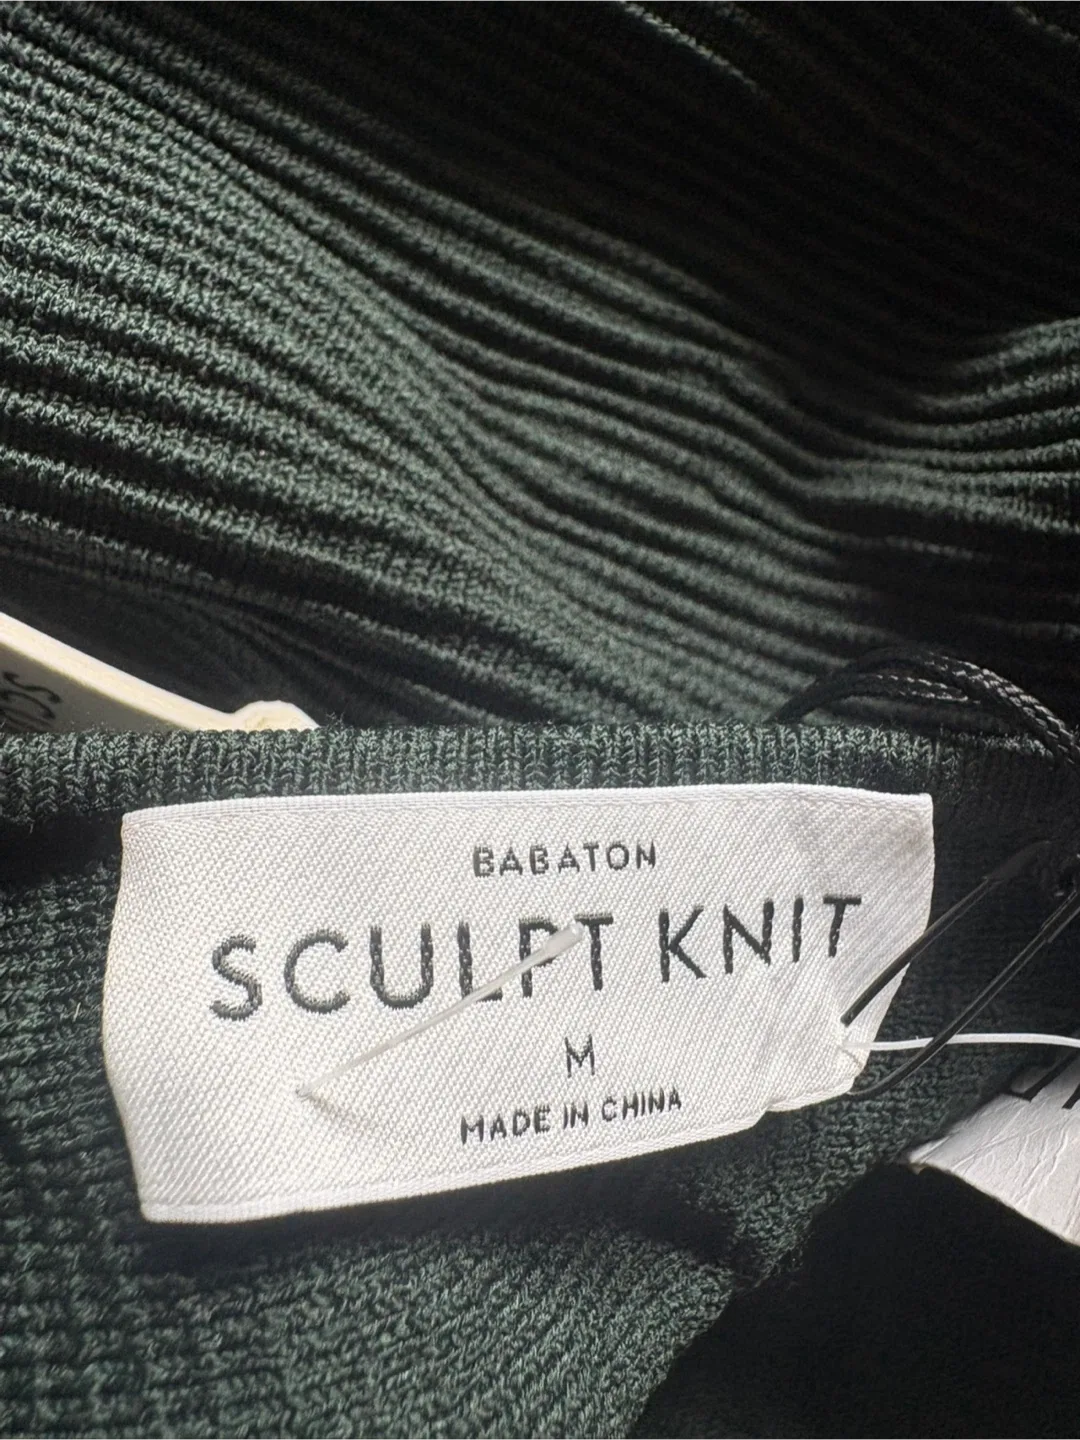 BABATON
SCULPT KNIT
M
MADE IN CHINA